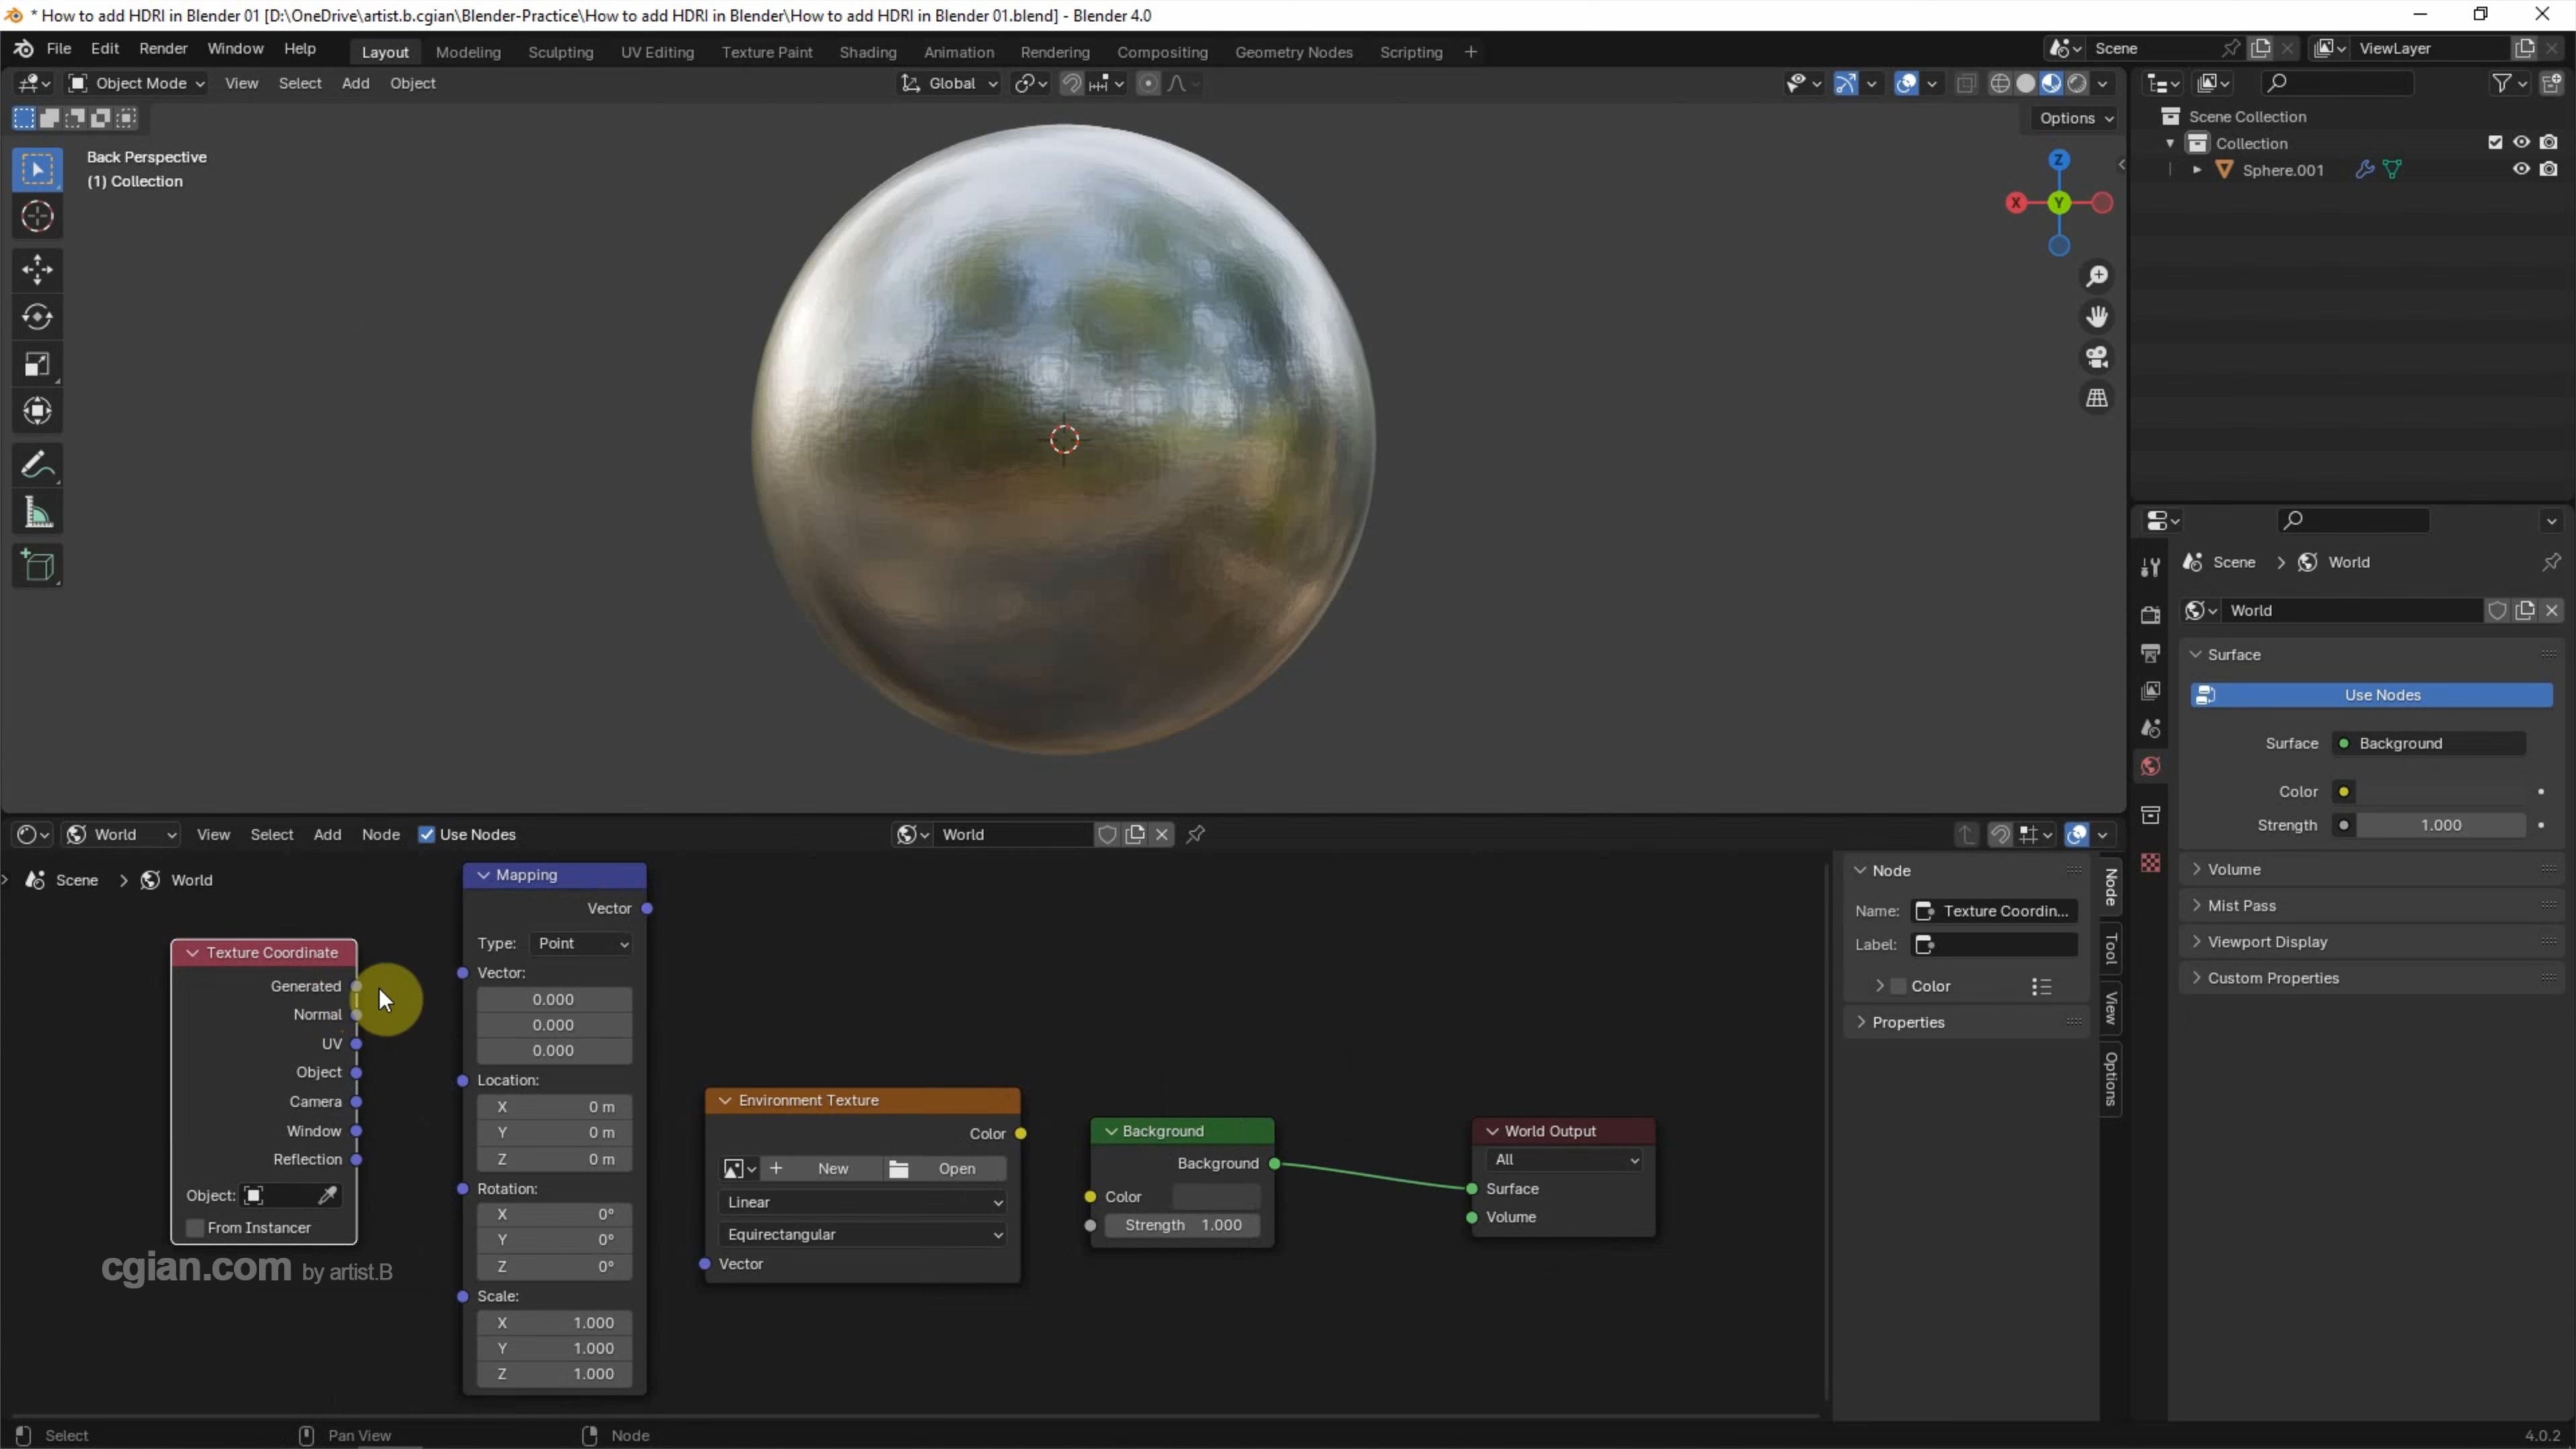 * How to add HDRI in Blender 01 [D:\OneDrive\artist.b.cgian\Blender-Practice\How to add HDRI in Blender\How to add HDRI in Blender 01.blend] - Blender 4.0
File Edit Render Window Help Layout Modeling Sculpting UV Editing Texture Paint Shading Animation Rendering Compositing Geometry Nodes Scripting + Scene ViewLayer
Object Mode View Select Add Object Global
Options
Back Perspective
(1) Collection
Z
X Y
Scene Collection
Collection
Sphere.001
Scene > World
World
Surface
Use Nodes
Surface Background
Color
Strength 1.000
Volume
Mist Pass
Viewport Display
Custom Properties
World View Select Add Node Use Nodes World
Scene > World
Texture Coordinate
Generated
Normal
UV
Object
Camera
Window
Reflection
Object:
From Instancer
cgian.com by artist.B
Mapping
Vector
Type: Point
Vector:
0.000
0.000
0.000
Location:
X 0 m
Y 0 m
Z 0 m
Rotation:
X 0°
Y 0°
Z 0°
Scale:
X 1.000
Y 1.000
Z 1.000
Environment Texture
Color
+ New Open
Linear
Equirectangular
Vector
Background
Background
Color
Strength 1.000
World Output
All
Surface
Volume
Node
Name: Texture Coordin...
Label:
Color
Properties
Node
Tool
View
Options
Select Pan View Node 4.0.2